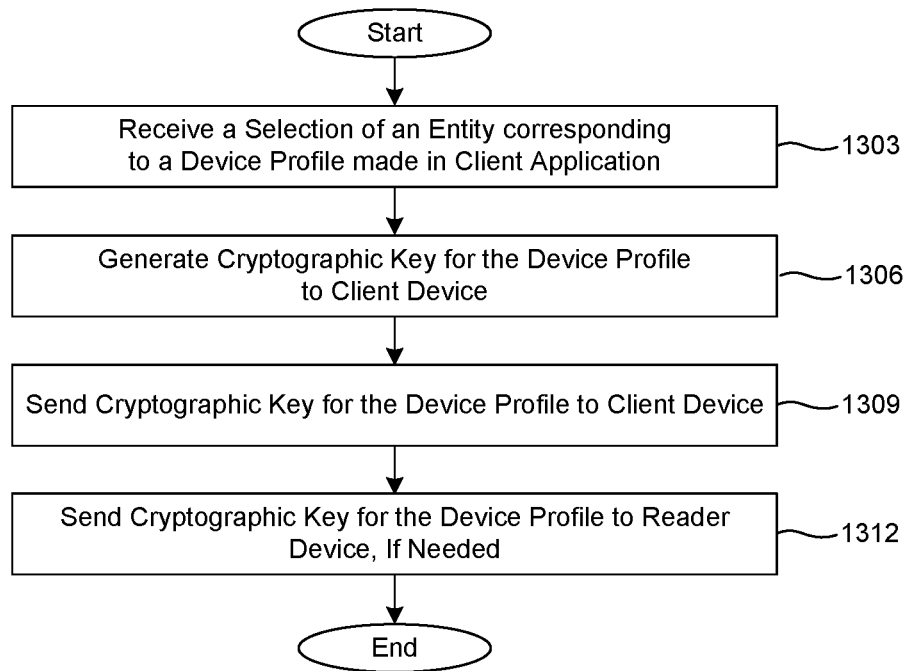 Start
Receive a Selection of an Entity corresponding
to a Device Profile made in Client Application
1303
Generate Cryptographic Key for the Device Profile
to Client Device
1306
Send Cryptographic Key for the Device Profile to Client Device
1309
Send Cryptographic Key for the Device Profile to Reader
Device, If Needed
1312
End